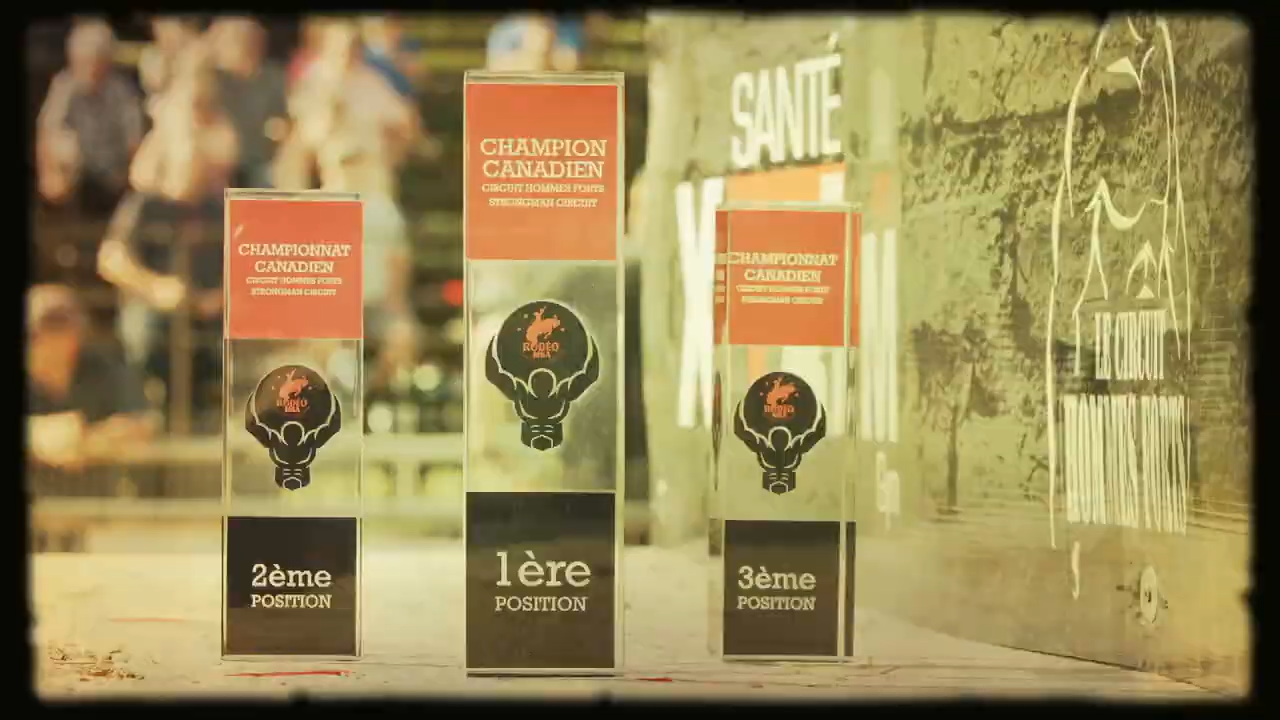 CHAMPIONNAT
CANADIEN
CIRCUIT HOMMES FORTS
STRONGMAN CIRCUIT
RODEO
2ème
POSITION
CHAMPION
CANADIEN
CIRCUIT HOMMES FORTS
STRONGMAN CIRCUIT
RODÉO
1ère
POSITION
CHAMPIONNAT
CANADIEN
CIRCUIT HOMMES FORTS
STRONGMAN CIRCUIT
RODEO
3ème
POSITION
SANTÉ
LE CIRCUIT
HOMMES FORTS